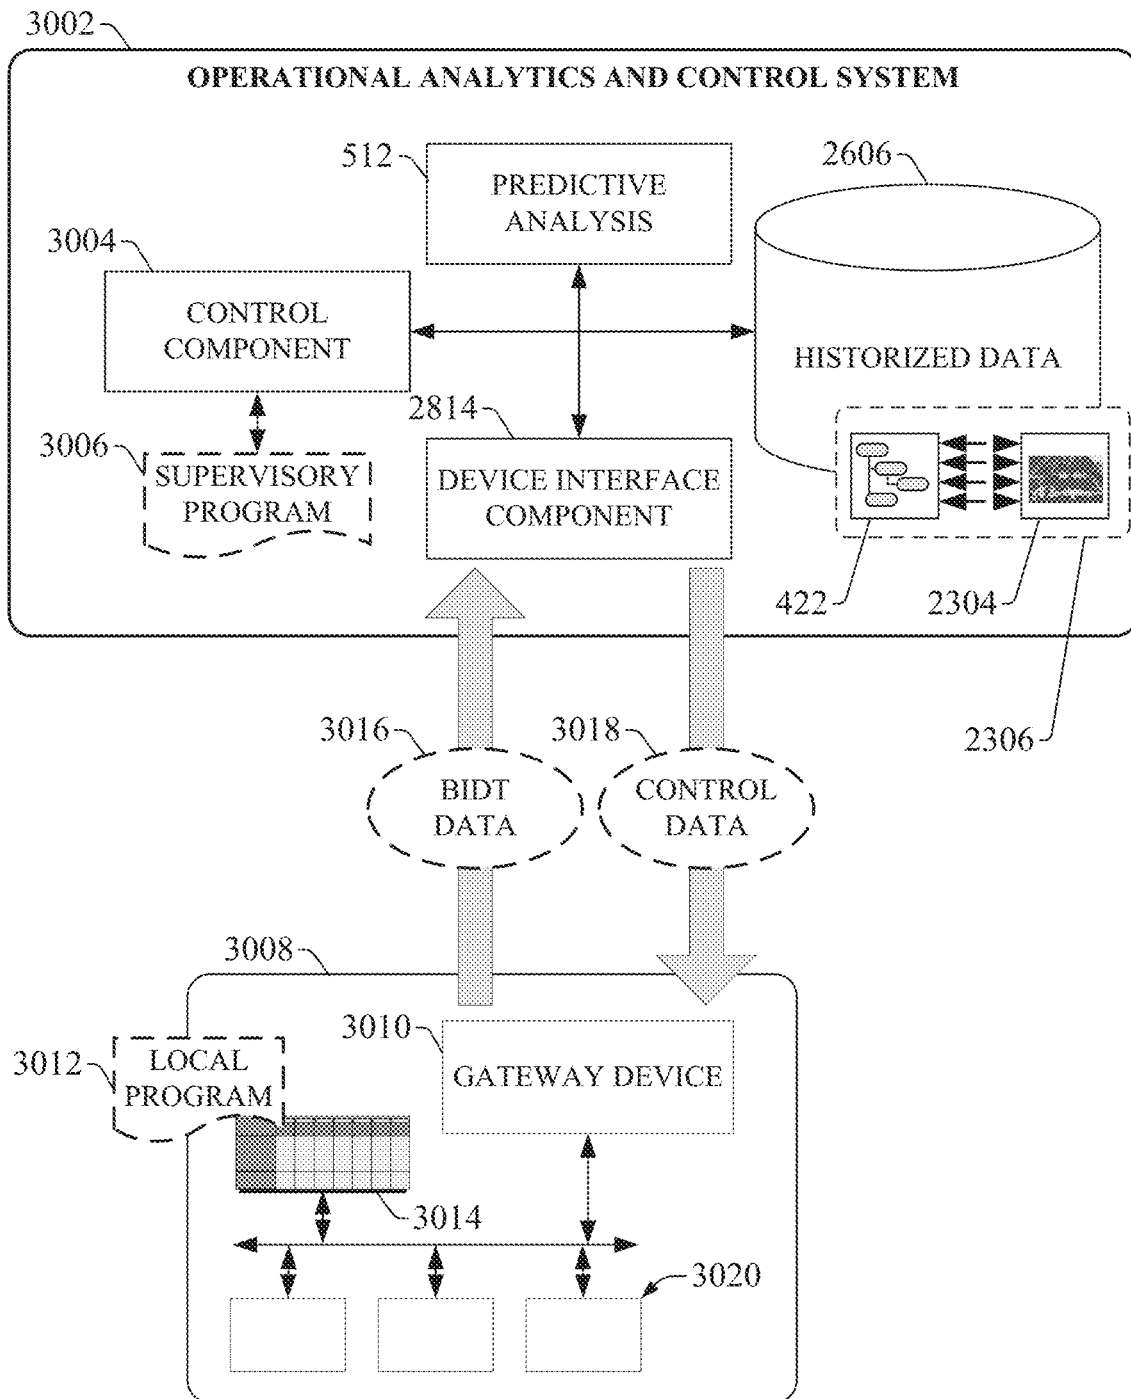 3002
OPERATIONAL ANALYTICS AND CONTROL SYSTEM
512
PREDICTIVE
ANALYSIS
2606
3004
CONTROL
COMPONENT
HISTORIZED DATA
2814
3006
SUPERVISORY
PROGRAM
DEVICE INTERFACE
COMPONENT
422
2304
2306
3016
BIDT
DATA
3018
CONTROL
DATA
3008
3010
GATEWAY DEVICE
3012
LOCAL
PROGRAM
3014
3020